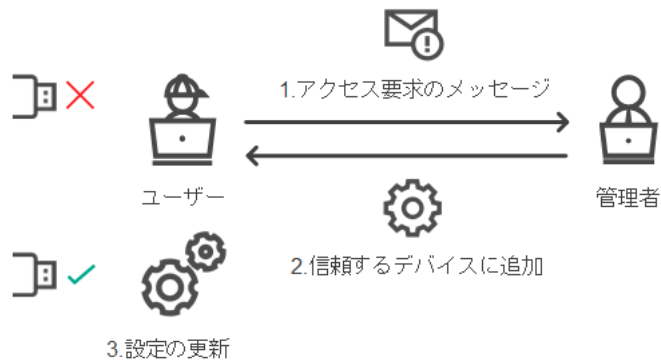 1.アクセス要求のメッセージ
ユーザー
管理者
2.信頼するデバイスに追加
3.設定の更新